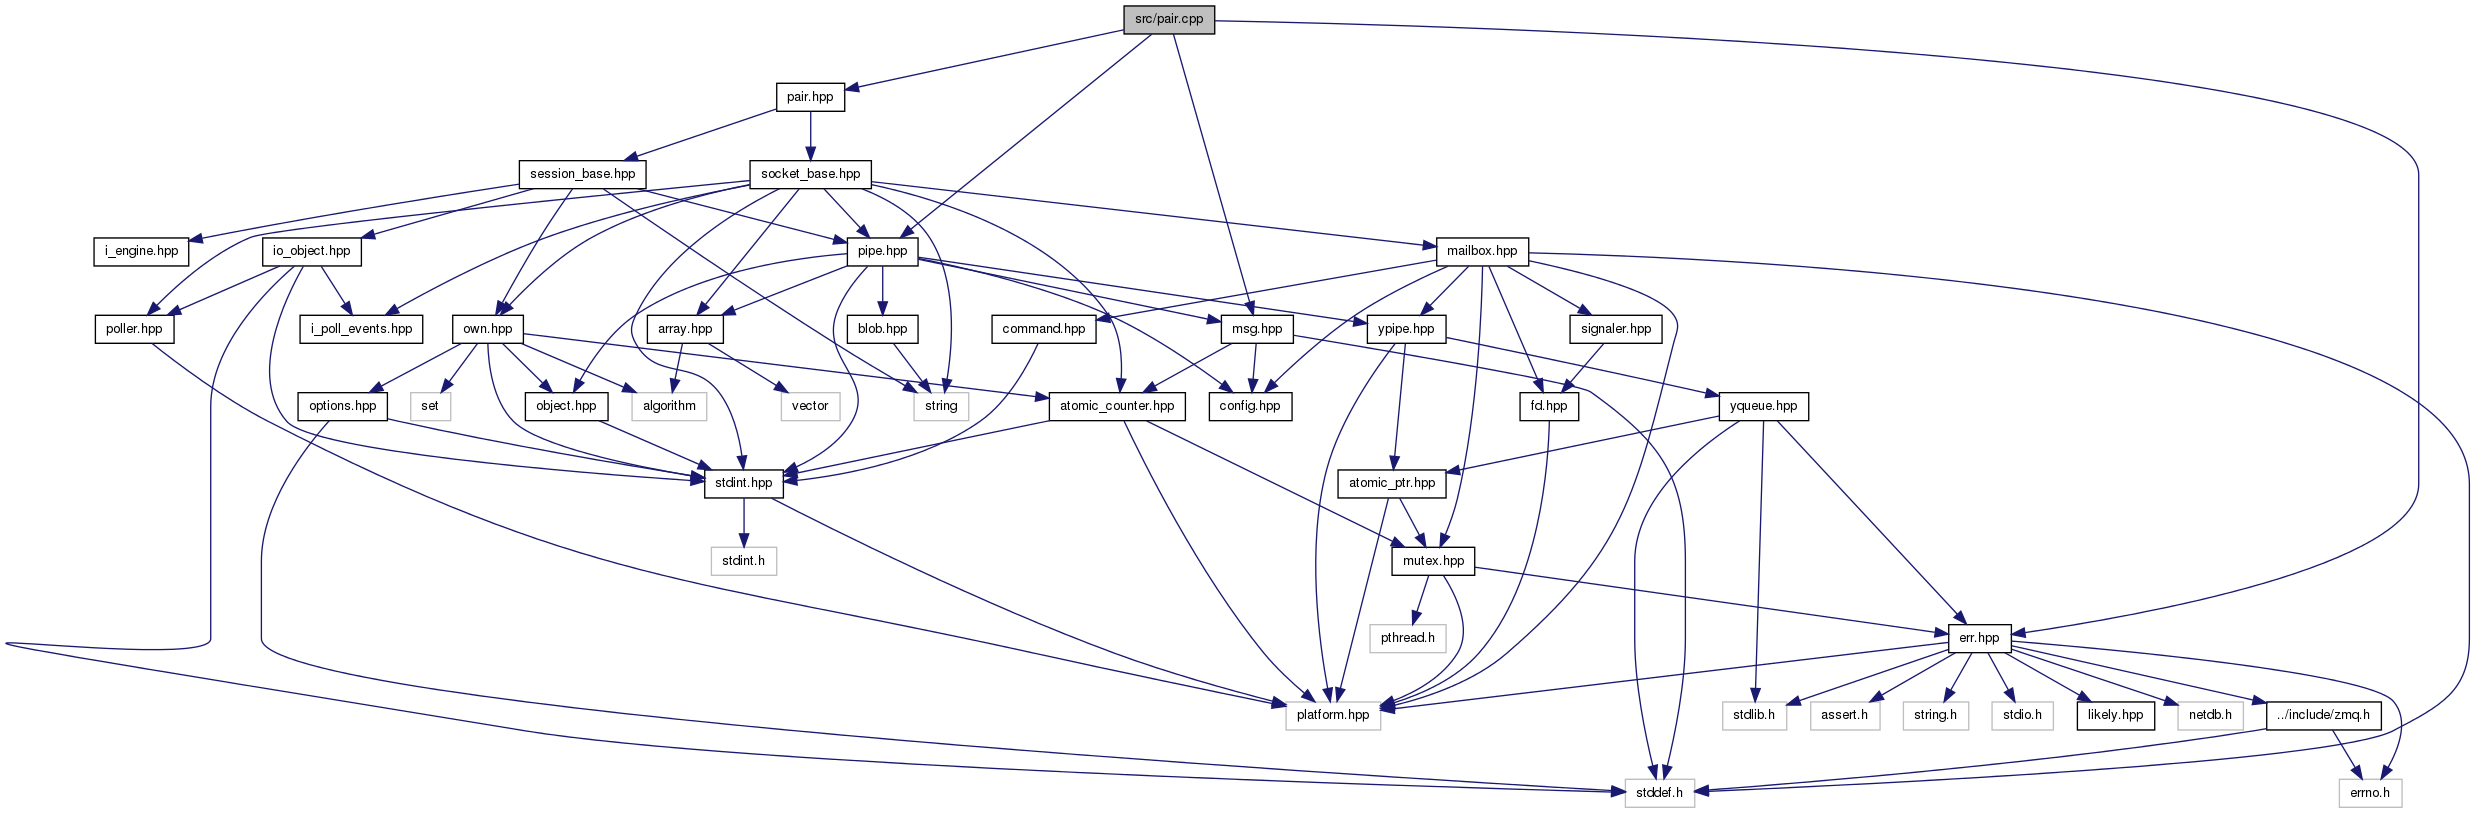 src/pair.cpp
pair.hpp
session_base.hpp
socket_base.hpp
i_engine.hpp
io_object.hpp
pipe.hpp
mailbox.hpp
poller.hpp
i_poll_events.hpp
own.hpp
array.hpp
blob.hpp
command.hpp
msg.hpp
ypipe.hpp
signaler.hpp
options.hpp
set
object.hpp
algorithm
vector
string
atomic_counter.hpp
config.hpp
fd.hpp
yqueue.hpp
stdint.hpp
atomic_ptr.hpp
stdint.h
mutex.hpp
pthread.h
err.hpp
platform.hpp
stdlib.h
assert.h
string.h
stdio.h
likely.hpp
netdb.h
../include/zmq.h
stddef.h
errno.h